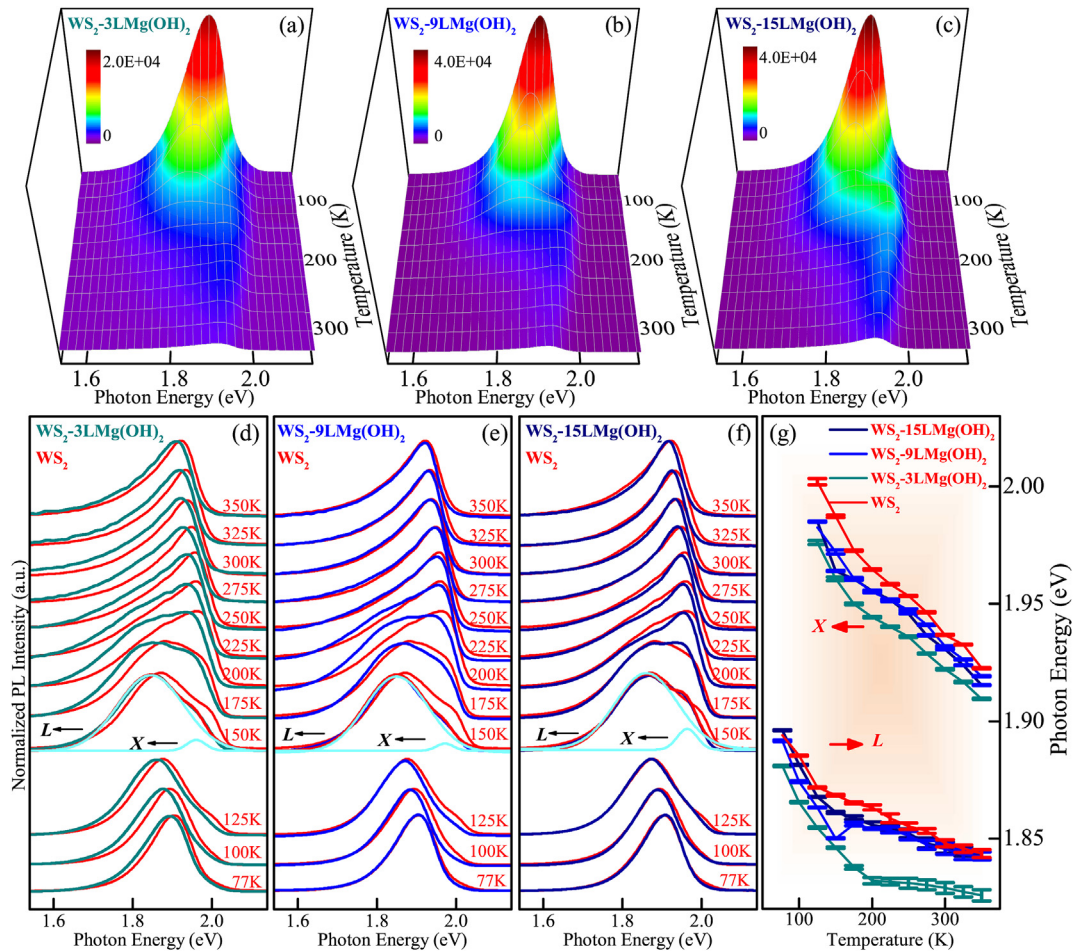 WS₂-3LMg(OH)₂ (a)
2.0E+04
0
100
200
300
Temperature (K)
1.6 1.8 2.0
Photon Energy (eV)
WS₂-9LMg(OH)₂ (b)
4.0E+04
0
100
200
300
Temperature (K)
1.6 1.8 2.0
Photon Energy (eV)
WS₂-15LMg(OH)₂ (c)
4.0E+04
0
100
200
300
Temperature (K)
1.6 1.8 2.0
Photon Energy (eV)
Normalized PL Intensity (a.u.)
WS₂-3LMg(OH)₂ (d)
WS₂
350K
325K
300K
275K
250K
225K
200K
175K
150K
L
X
125K
100K
77K
1.6 1.8 2.0
Photon Energy (eV)
WS₂-9LMg(OH)₂ (e)
WS₂
350K
325K
300K
275K
250K
225K
200K
175K
150K
L
X
125K
100K
77K
1.6 1.8 2.0
Photon Energy (eV)
WS₂-15LMg(OH)₂ (f)
WS₂
350K
325K
300K
275K
250K
225K
200K
175K
150K
L
X
125K
100K
77K
1.6 1.8 2.0
Photon Energy (eV)
(g)
WS₂-15LMg(OH)₂
WS₂-9LMg(OH)₂
WS₂-3LMg(OH)₂
WS₂
X
L
2.00
1.95
1.90
1.85
Photon Energy (eV)
100 200 300
Temperature (K)